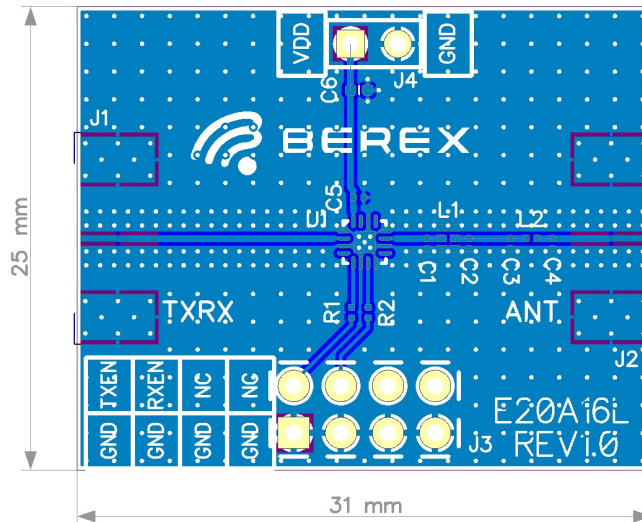 VDD
GND
J4
C6
J1
BEREX
25 mm
C5
U1
L1
L2
C1
C2
C3
C4
TXRX
R1
R2
ANT
J2
TXEN
RXEN
NC
NC
GND
GND
GND
GND
J3
E20A16L
REV1.0
31 mm